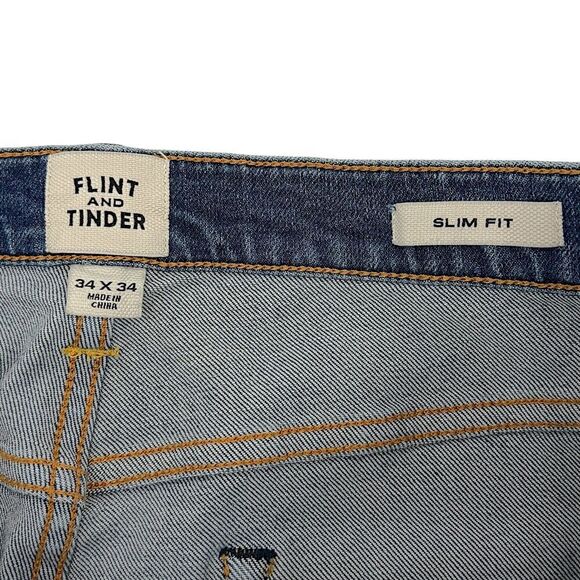 FLINT
AND
TINDER
SLIM FIT
34 X 34
MADE IN
CHINA